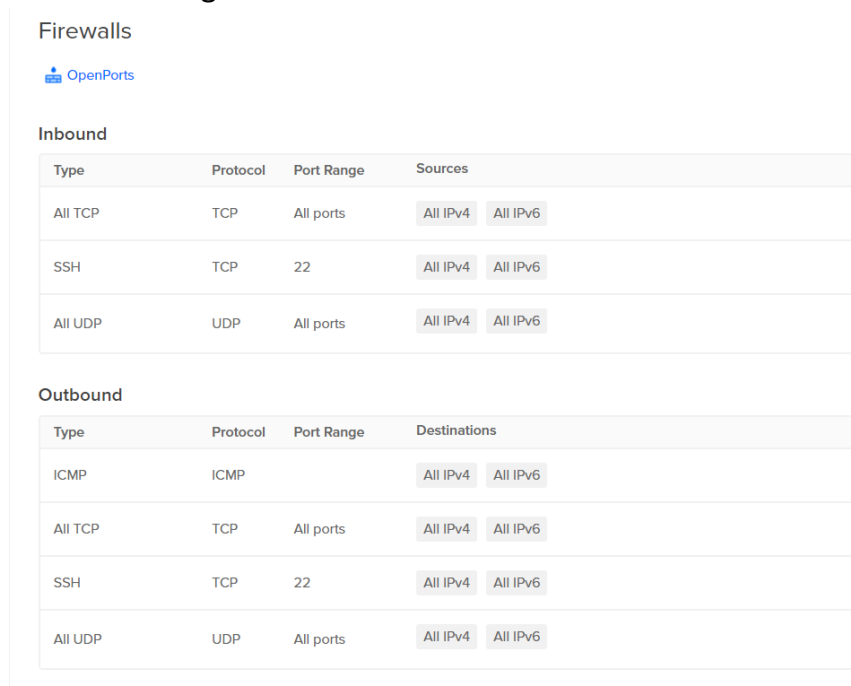 Firewalls
OpenPorts
Inbound
Type Protocol Port Range Sources
All TCP TCP All ports All IPv4 All IPv6
SSH TCP 22 All IPv4 All IPv6
All UDP UDP All ports All IPv4 All IPv6
Outbound
Type Protocol Port Range Destinations
ICMP ICMP All IPv4 All IPv6
All TCP TCP All ports All IPv4 All IPv6
SSH TCP 22 All IPv4 All IPv6
All UDP UDP All ports All IPv4 All IPv6